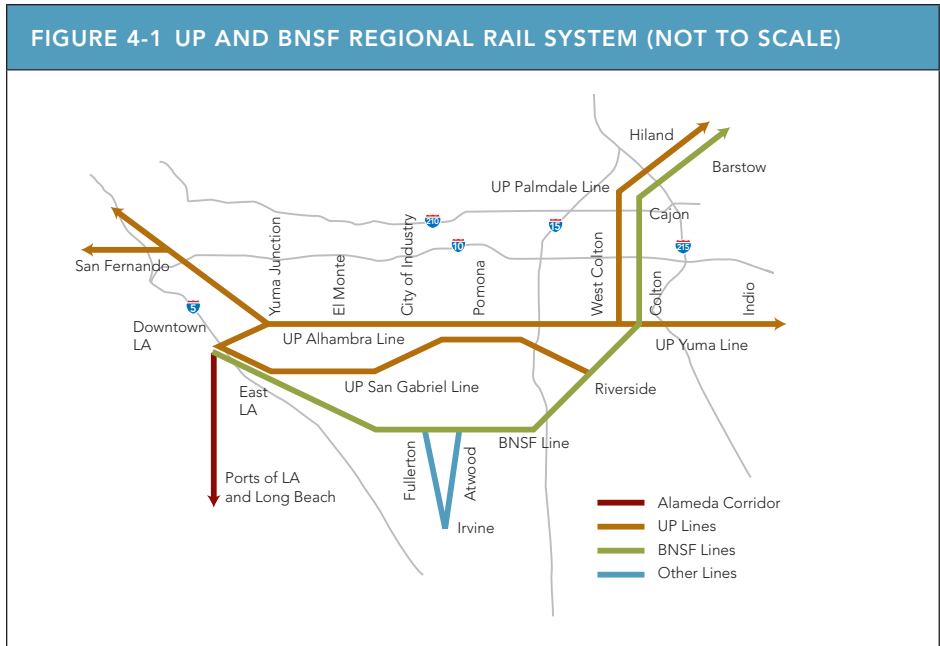 FIGURE 4-1 UP AND BNSF REGIONAL RAIL SYSTEM (NOT TO SCALE)
Hiland
Barstow
UP Palmdale Line
Cajon
210
15
10
215
San Fernando
Yuma Junction
El Monte
City of Industry
Pomona
West Colton
Colton
Indio
5
Downtown
LA
UP Alhambra Line
UP Yuma Line
UP San Gabriel Line
Riverside
East
LA
BNSF Line
Fullerton
Atwood
Ports of LA
and Long Beach
Irvine
Alameda Corridor
UP Lines
BNSF Lines
Other Lines